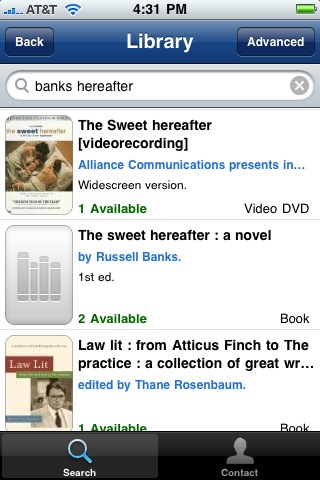 AT&T 4:31 PM
Back Library Advanced
banks hereafter
The Sweet hereafter
[videorecording]
Alliance Communications presents in...
Widescreen version.
1 Available Video DVD
the sweet hereafter
The sweet hereafter : a novel
by Russell Banks.
1st ed.
2 Available Book
Law lit : from Atticus Finch to The
practice : a collection of great wr...
edited by Thane Rosenbaum.
Law Lit
1 Available Book
Search Contact